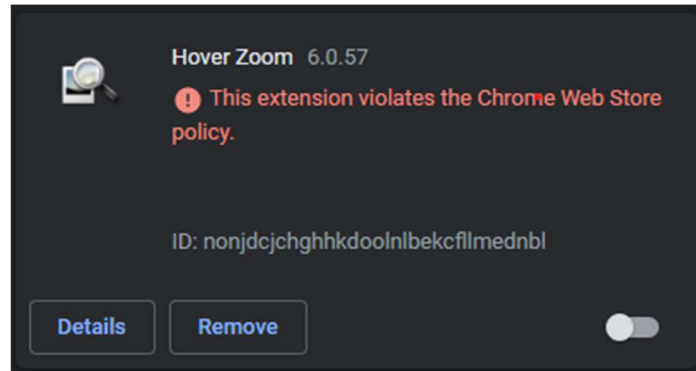 Hover Zoom 6.0.57
This extension violates the Chrome Web Store
policy.
ID: nonjdcjchghhkdoolnlbekcfllmednbl
Details Remove